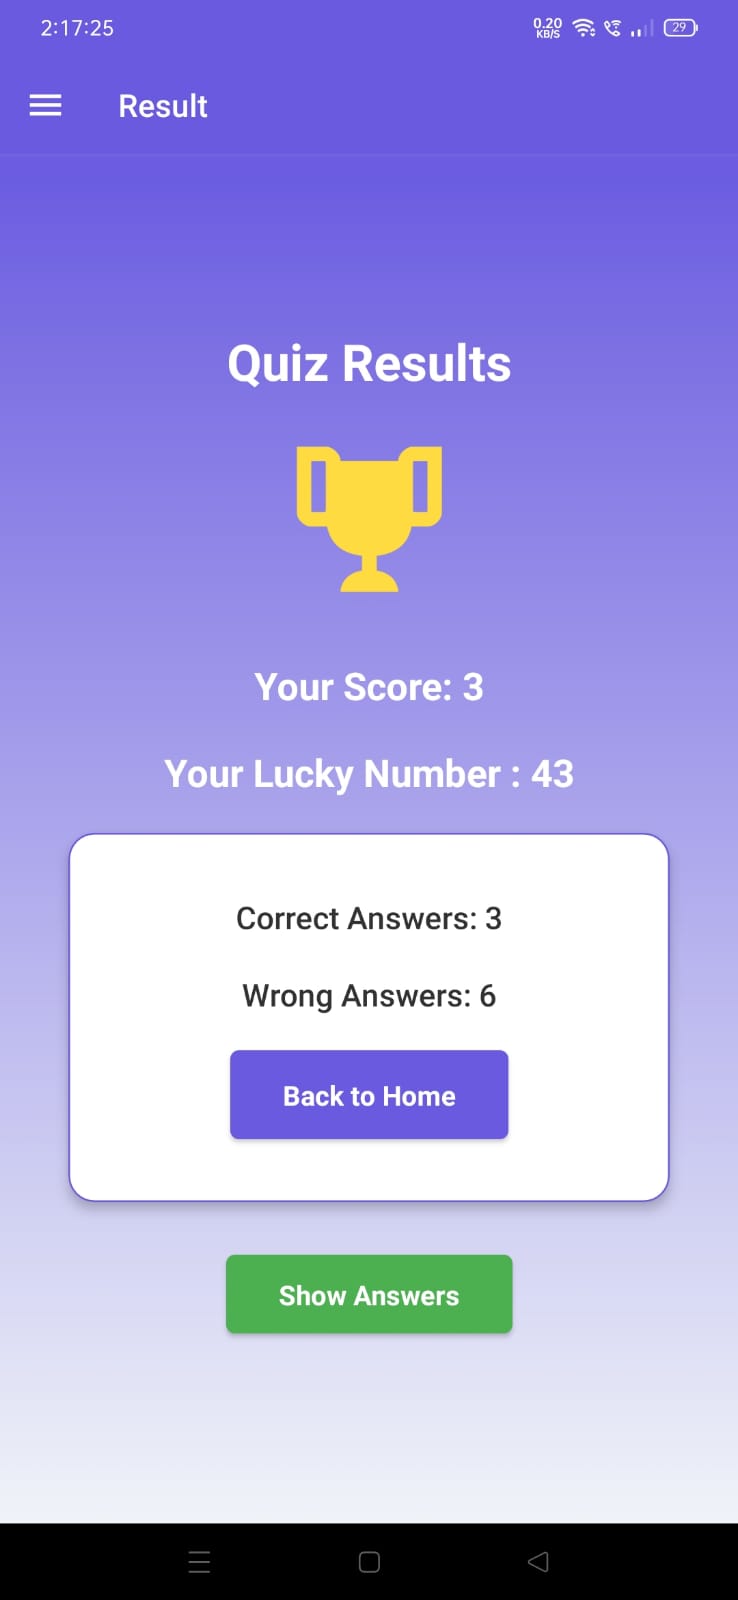 2:17:25
0.20
KB/S
29
Result
Quiz Results
Your Score: 3
Your Lucky Number : 43
Correct Answers: 3
Wrong Answers: 6
Back to Home
Show Answers